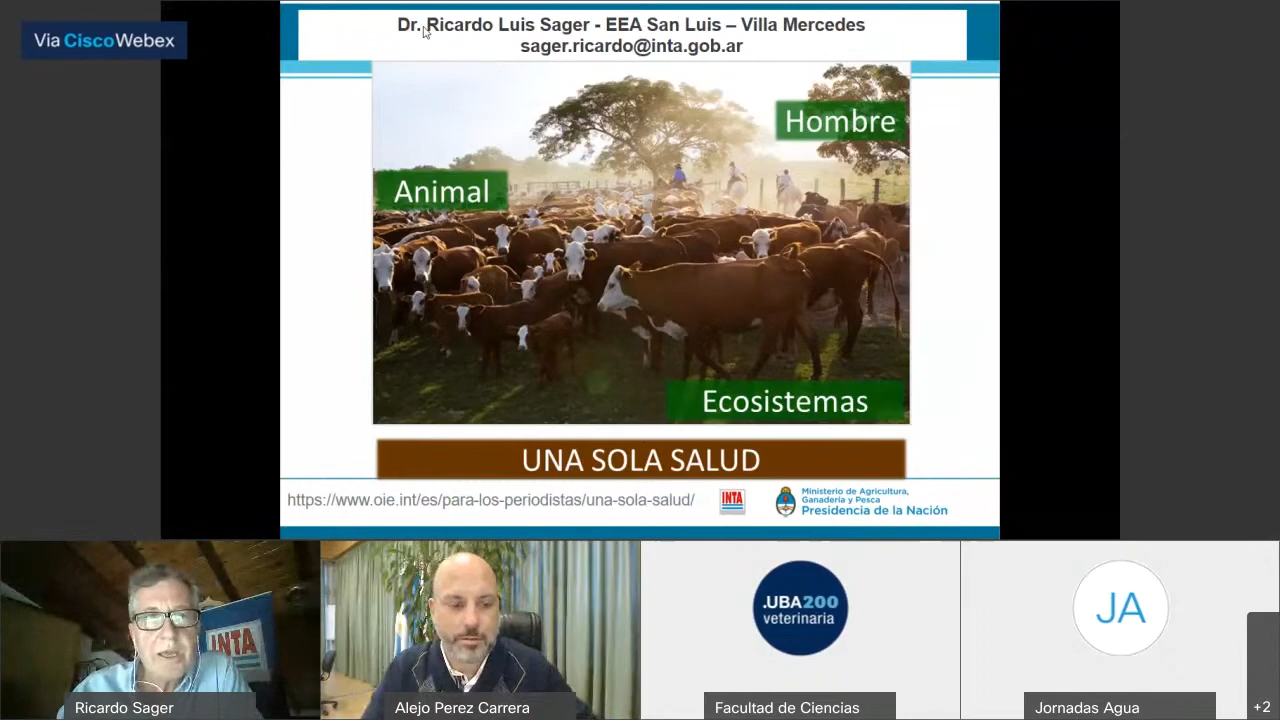 Via Cisco Webex
Dr. Ricardo Luis Sager - EEA San Luis – Villa Mercedes
sager.ricardo@inta.gob.ar
Hombre
Animal
Ecosistemas
UNA SOLA SALUD
https://www.oie.int/es/para-los-periodistas/una-sola-salud/
INTA
Ministerio de Agricultura,
Ganadería y Pesca
Presidencia de la Nación
INTA
.UBA200
veterinaria
JA
Ricardo Sager
Alejo Perez Carrera
Facultad de Ciencias
Jornadas Agua
+2